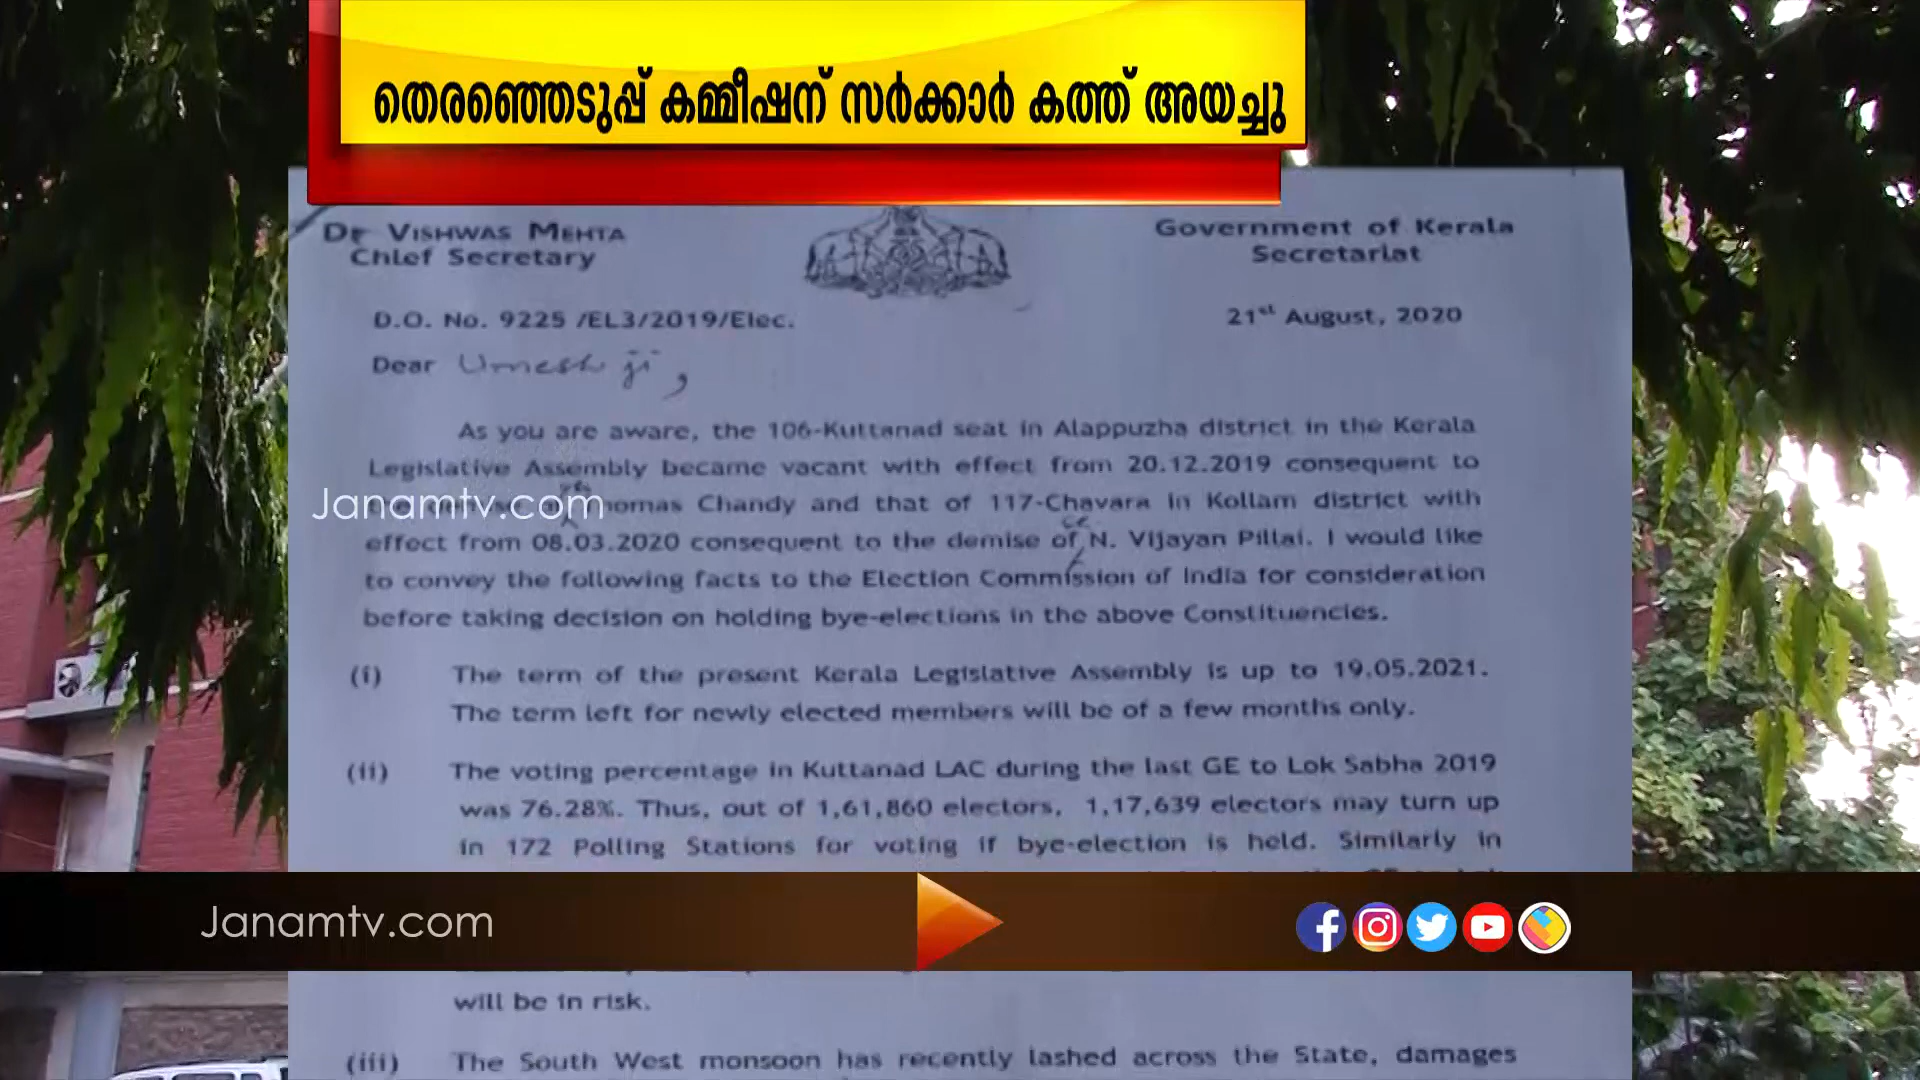 തെരഞ്ഞെടുപ്പ് കമ്മീഷന് സർക്കാർ കത്ത് അയച്ചു
Dr VISHWAS MEHTA
Chief Secretary
Government of Kerala
Secretariat
D.O. No. 9225 /EL3/2019/Elec.
21st August, 2020
Dear Umesh ji,
As you are aware, the 106-Kuttanad seat in Alappuzha district in the Kerala
Legislative Assembly became vacant with effect from 20.12.2019 consequent to
Thomas Chandy and that of 117-Chavara in Kollam district with
Janamtv.com
effect from 08.03.2020 consequent to the demise of N. Vijayan Pillai. I would like
to convey the following facts to the Election Commission of India for consideration
before taking decision on holding bye-elections in the above Constituencies.
(i) The term of the present Kerala Legislative Assembly is up to 19.05.2021.
The term left for newly elected members will be of a few months only.
(ii) The voting percentage in Kuttanad LAC during the last GE to Lok Sabha 2019
was 76.28%. Thus, out of 1,61,860 electors, 1,17,639 electors may turn up
in 172 Polling Stations for voting if bye-election is held. Similarly in
Janamtv.com
will be in risk.
(iii) The South West monsoon has recently lashed across the State, damages